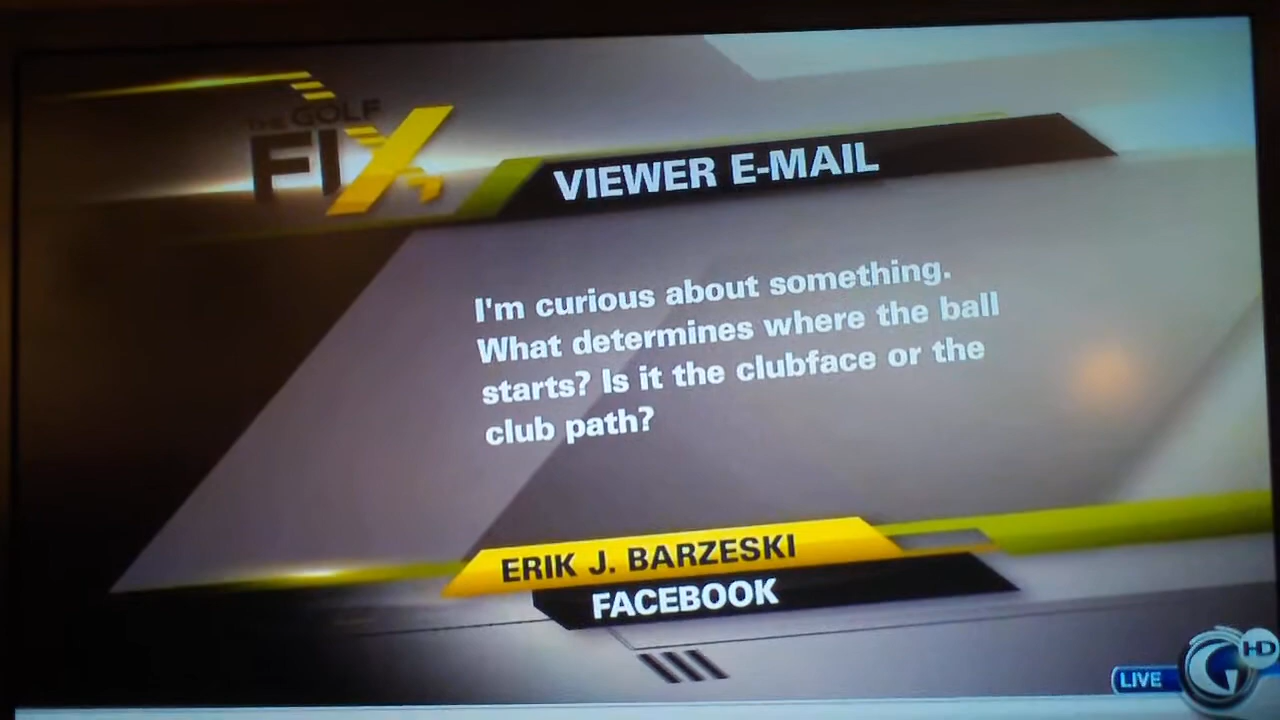 THE GOLF
FIX
VIEWER E-MAIL
I'm curious about something.
What determines where the ball
starts? Is it the clubface or the
club path?
ERIK J. BARZESKI
FACEBOOK
LIVE
HD